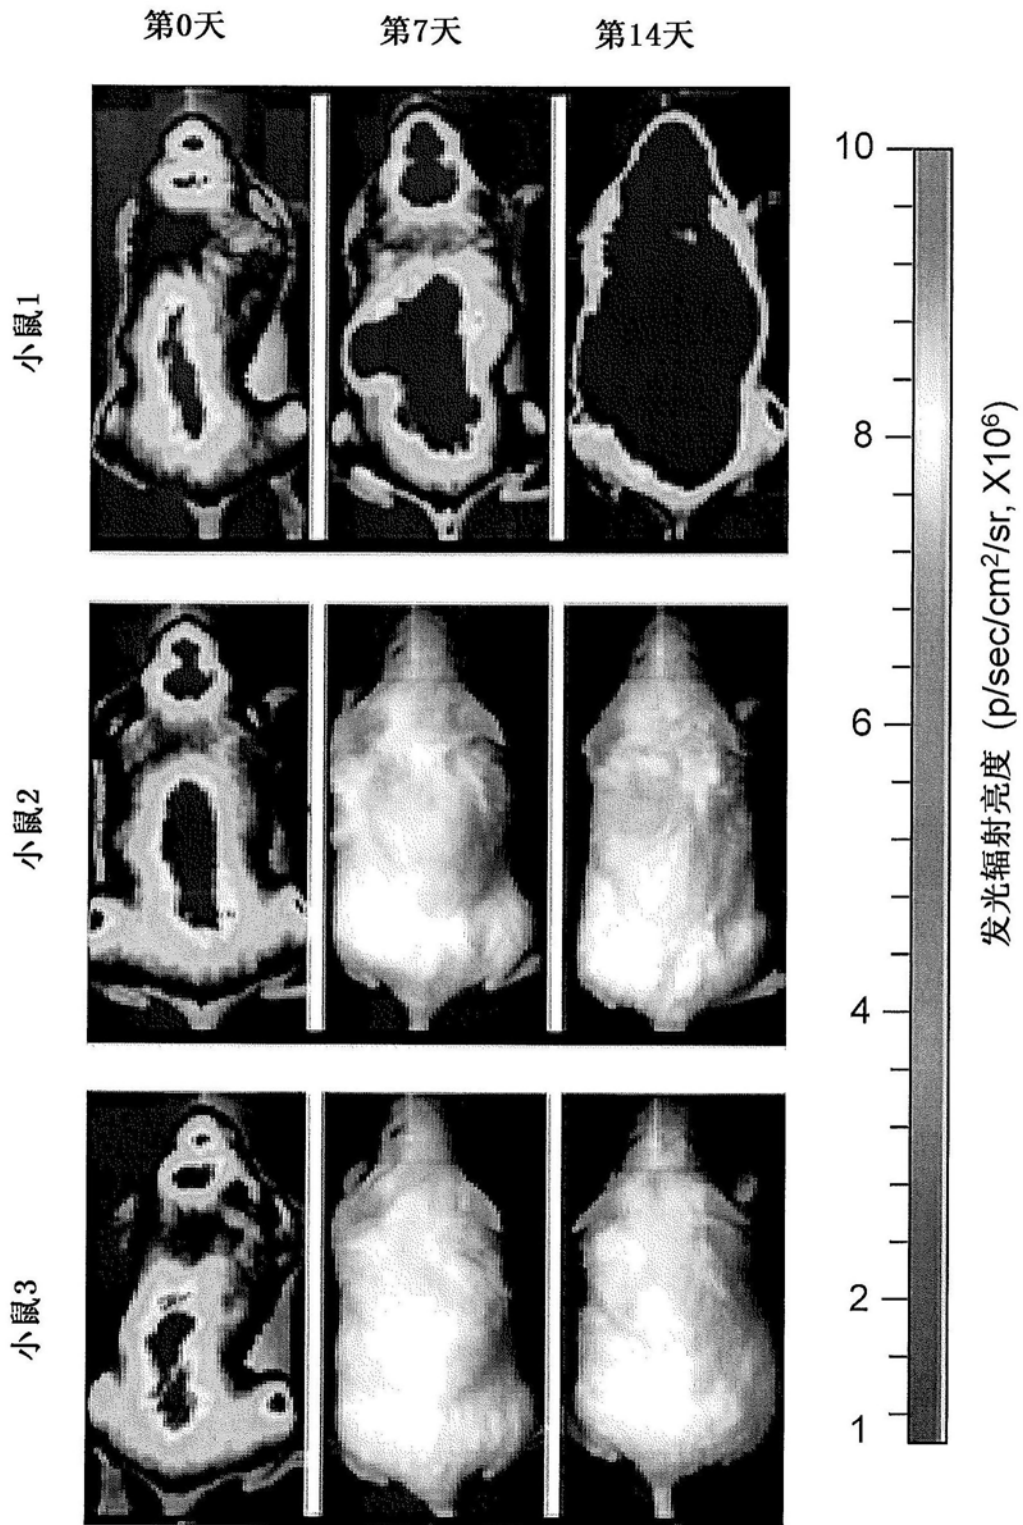 第0天
第7天
第14天
小鼠1
小鼠2
小鼠3
10
8
6
4
2
1
发光辐射亮度 (p/sec/cm²/sr, X10⁶)